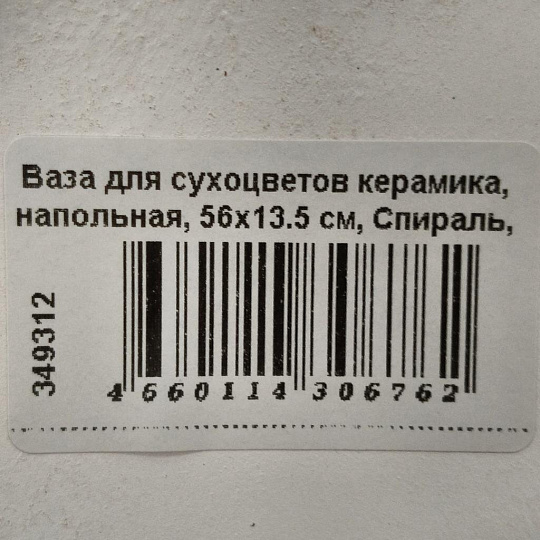 Ваза для сухоцветов керамика,
напольная, 56х13.5 см, Спираль,
349312
4 660114 306762